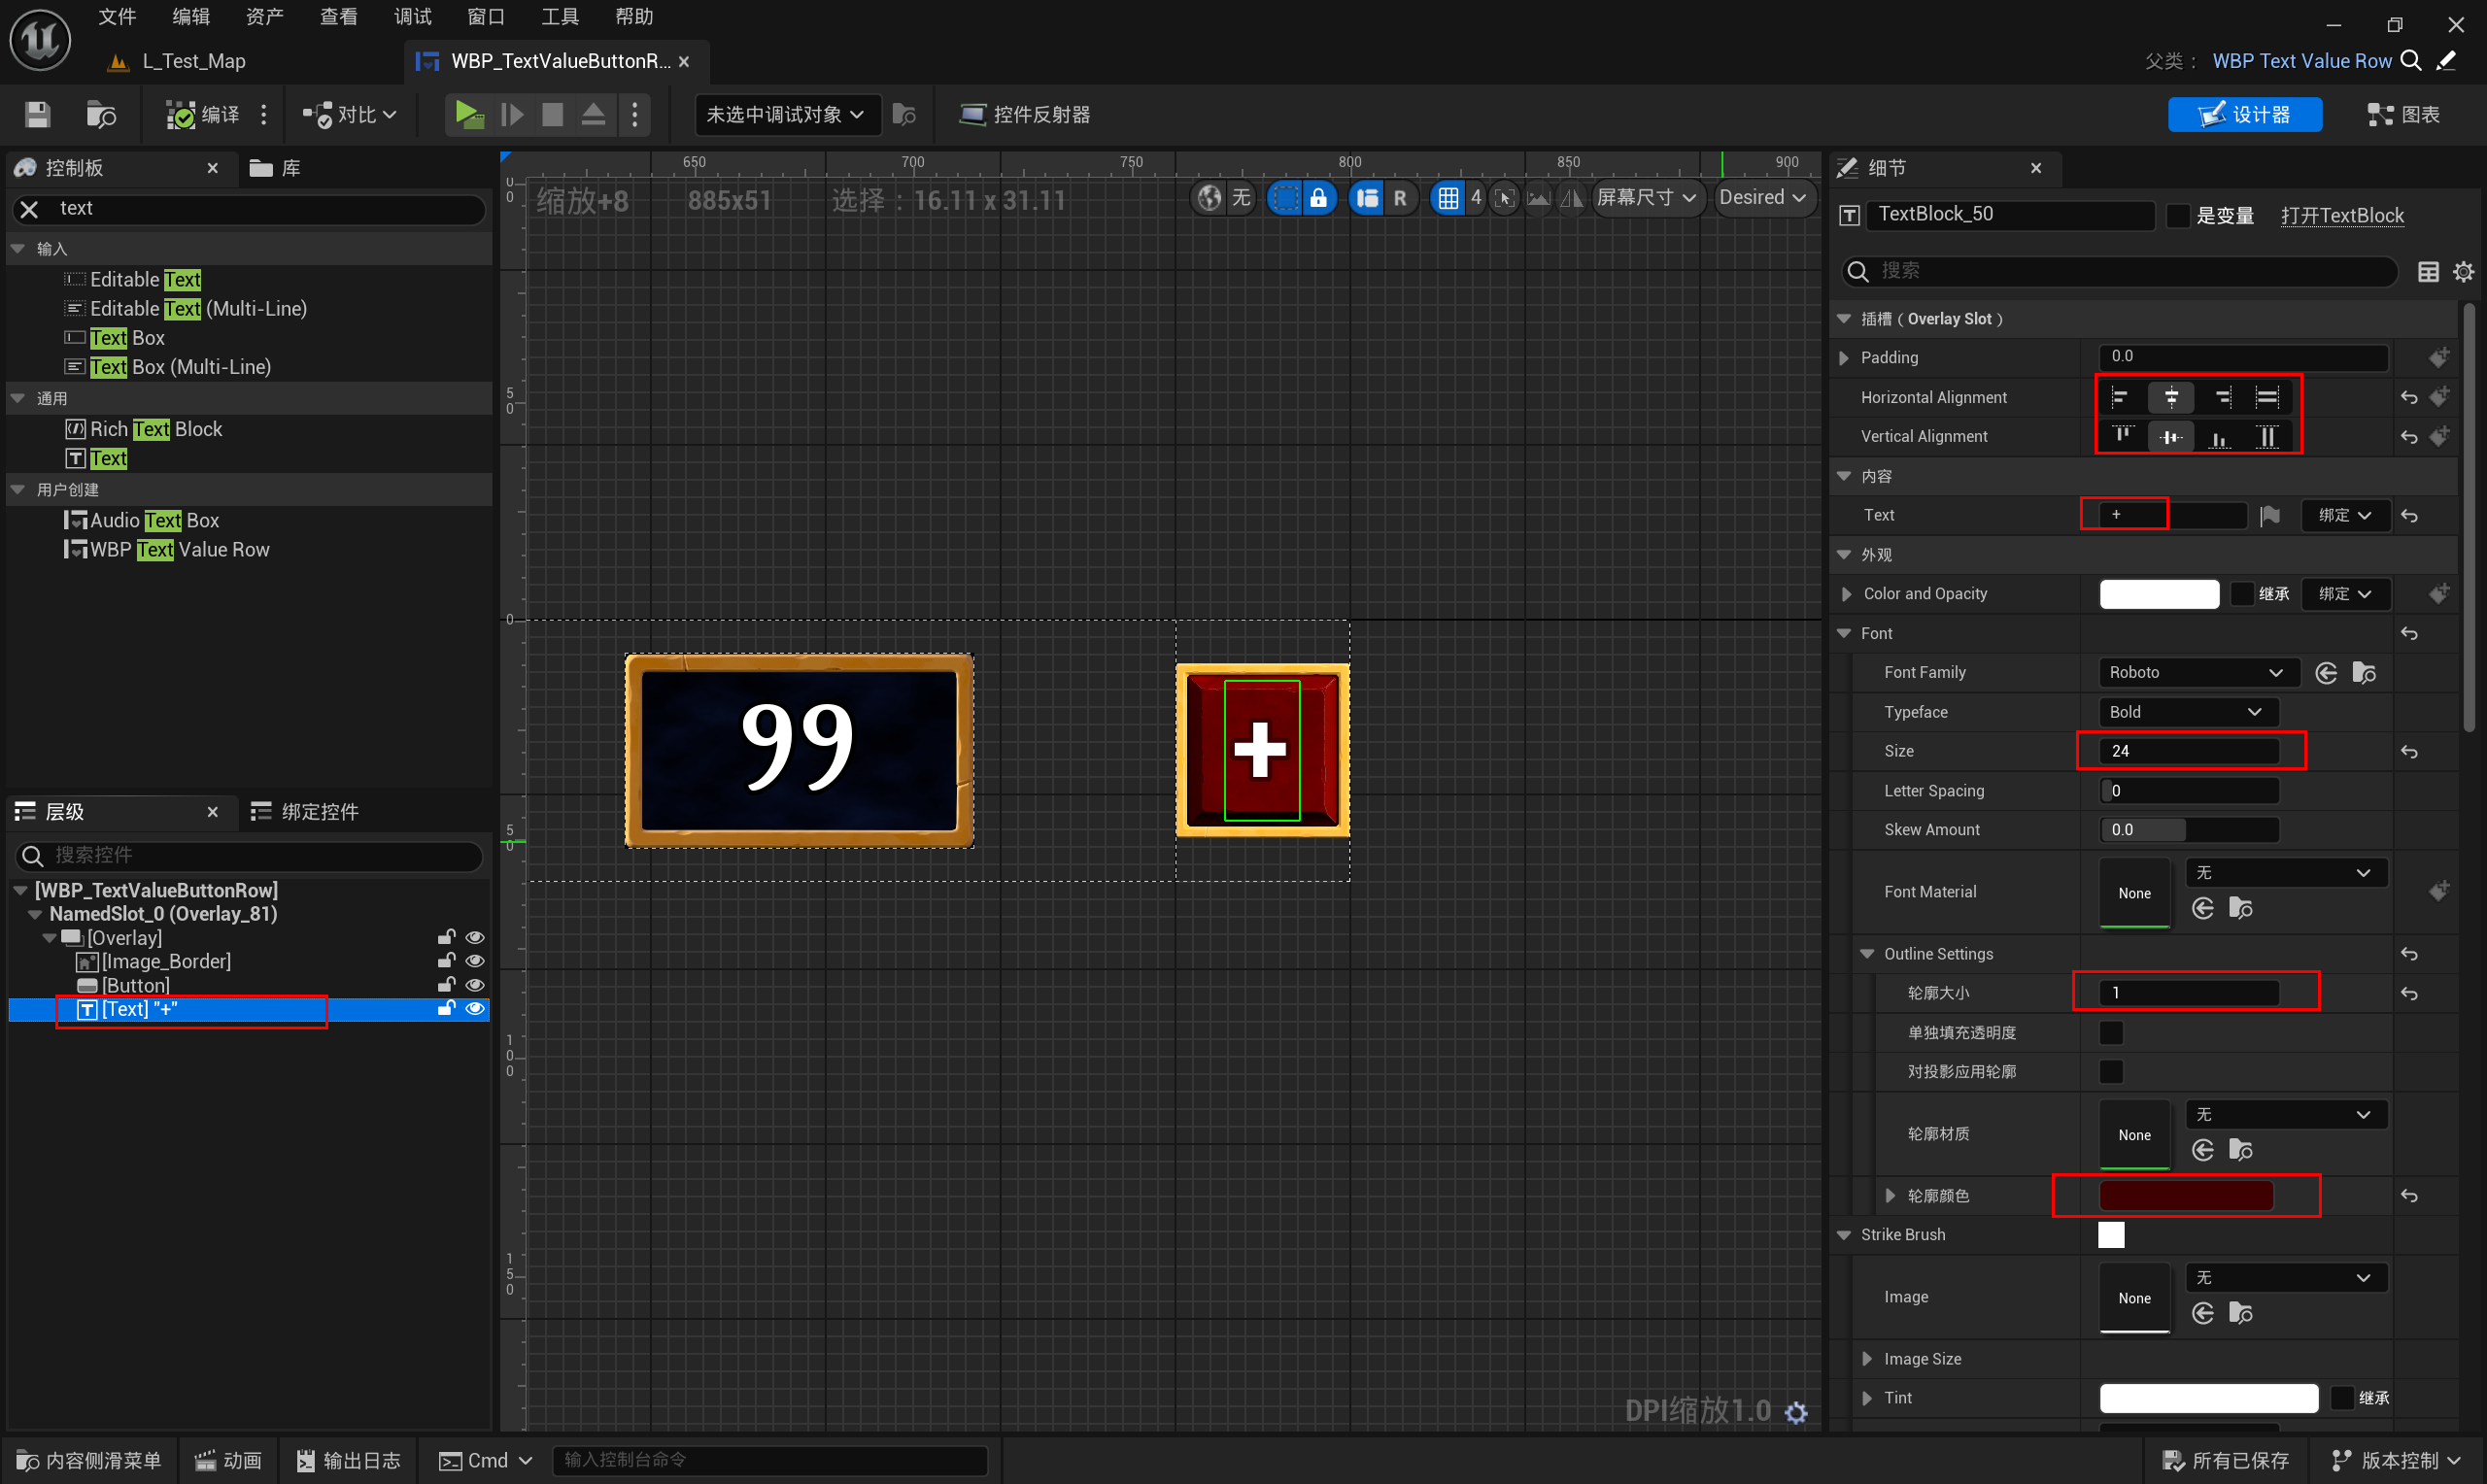 文件 编辑 资产 查看 调试 窗口 工具 帮助
L_Test_Map
WBP_TextValueButtonR...
父类： WBP Text Value Row
编译
对比
未选中调试对象
控件反射器
设计器
图表
控制板
库
text
输入
Editable Text
Editable Text (Multi-Line)
Text Box
Text Box (Multi-Line)
通用
Rich Text Block
Text
用户创建
Audio Text Box
WBP Text Value Row
层级
绑定控件
搜索控件
[WBP_TextValueButtonRow]
NamedSlot_0 (Overlay_81)
[Overlay]
[Image_Border]
[Button]
[Text] "+"
650 700 750 800 850 900
缩放+8 885x51 选择：16.11 x 31.11
无 R 4 屏幕尺寸 Desired
0
50
0
50
100
150
99
+
DPI缩放1.0
细节
TextBlock_50 是变量 打开TextBlock
搜索
插槽（Overlay Slot）
Padding 0.0
Horizontal Alignment
Vertical Alignment
内容
Text + 绑定
外观
Color and Opacity 继承 绑定
Font
Font Family Roboto
Typeface Bold
Size 24
Letter Spacing 0
Skew Amount 0.0
Font Material None 无
Outline Settings
轮廓大小 1
单独填充透明度
对投影应用轮廓
轮廓材质 None 无
轮廓颜色
Strike Brush
Image None 无
Image Size
Tint 继承
内容侧滑菜单 动画 输出日志 Cmd 输入控制台命令 所有已保存 版本控制